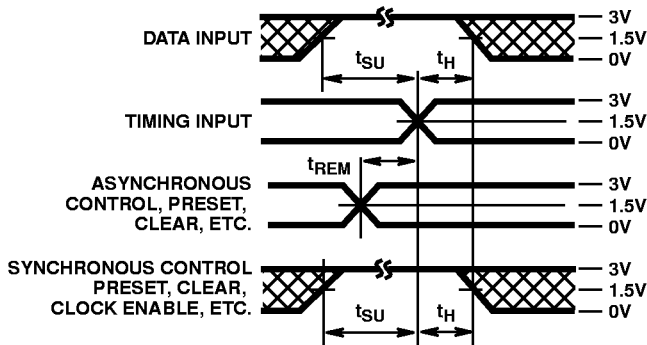 DATA INPUT
3V
1.5V
0V
tSU
tH
TIMING INPUT
3V
1.5V
0V
tREM
ASYNCHRONOUS
CONTROL, PRESET,
CLEAR, ETC.
3V
1.5V
0V
SYNCHRONOUS CONTROL
PRESET, CLEAR,
CLOCK ENABLE, ETC.
3V
1.5V
0V
tSU
tH